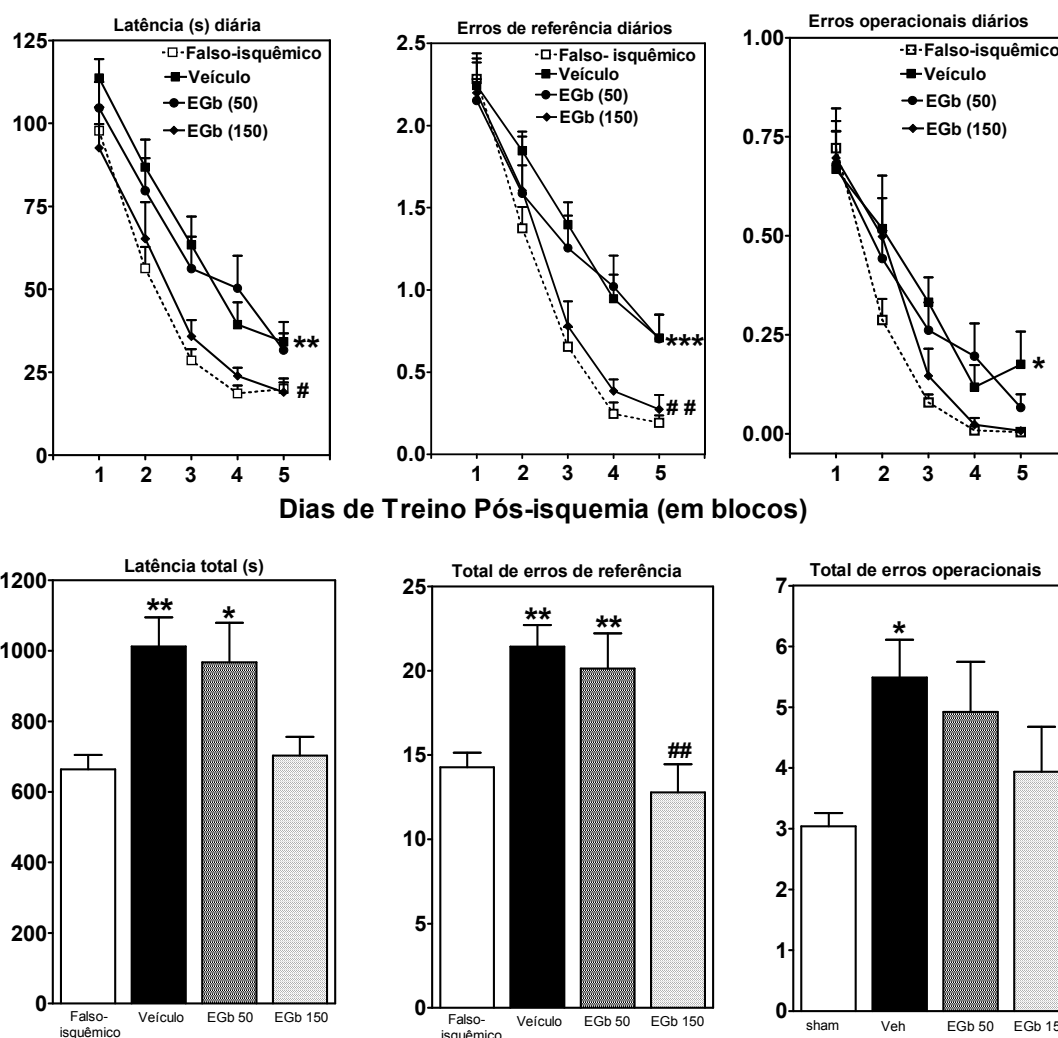 Latência (s) diária
125
100
75
50
25
0
Falso-isquêmico
Veículo
EGb (50)
EGb (150)
**
#
1 2 3 4 5
Erros de referência diários
2.5
2.0
1.5
1.0
0.5
0.0
Falso- isquêmico
Veículo
EGb (50)
EGb (150)
***
# #
1 2 3 4 5
Erros operacionais diários
1.00
0.75
0.50
0.25
0.00
Falso-isquêmico
Veículo
EGb (50)
EGb (150)
*
1 2 3 4 5
Dias de Treino Pós-isquemia (em blocos)
Latência total (s)
1200
1000
800
600
400
200
0
**
*
Falso-
isquêmico
Veículo
EGb 50
EGb 150
Total de erros de referência
25
20
15
10
5
0
**
**
##
Falso-
isquêmico
Veículo
EGb 50
EGb 150
Total de erros operacionais
7
6
5
4
3
2
1
0
*
sham
Veh
EGb 50
EGb 15